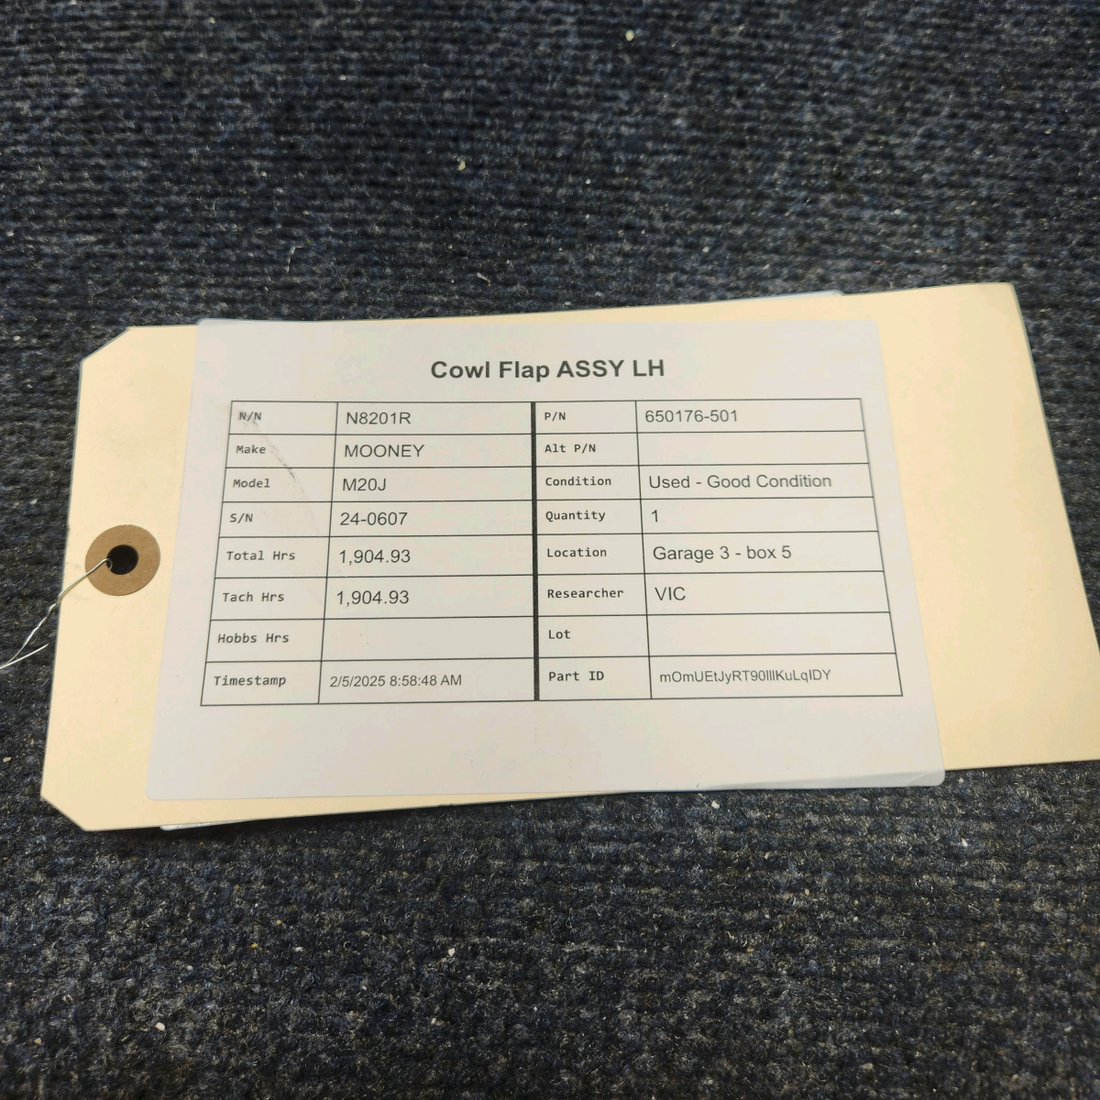 Cowl Flap ASSY LH
N/N N8201R P/N 650176-501
Make MOONEY Alt P/N
Model M20J Condition Used - Good Condition
S/N 24-0607 Quantity 1
Total Hrs 1,904.93 Location Garage 3 - box 5
Tach Hrs 1,904.93 Researcher VIC
Hobbs Hrs Lot
Timestamp 2/5/2025 8:58:48 AM Part ID